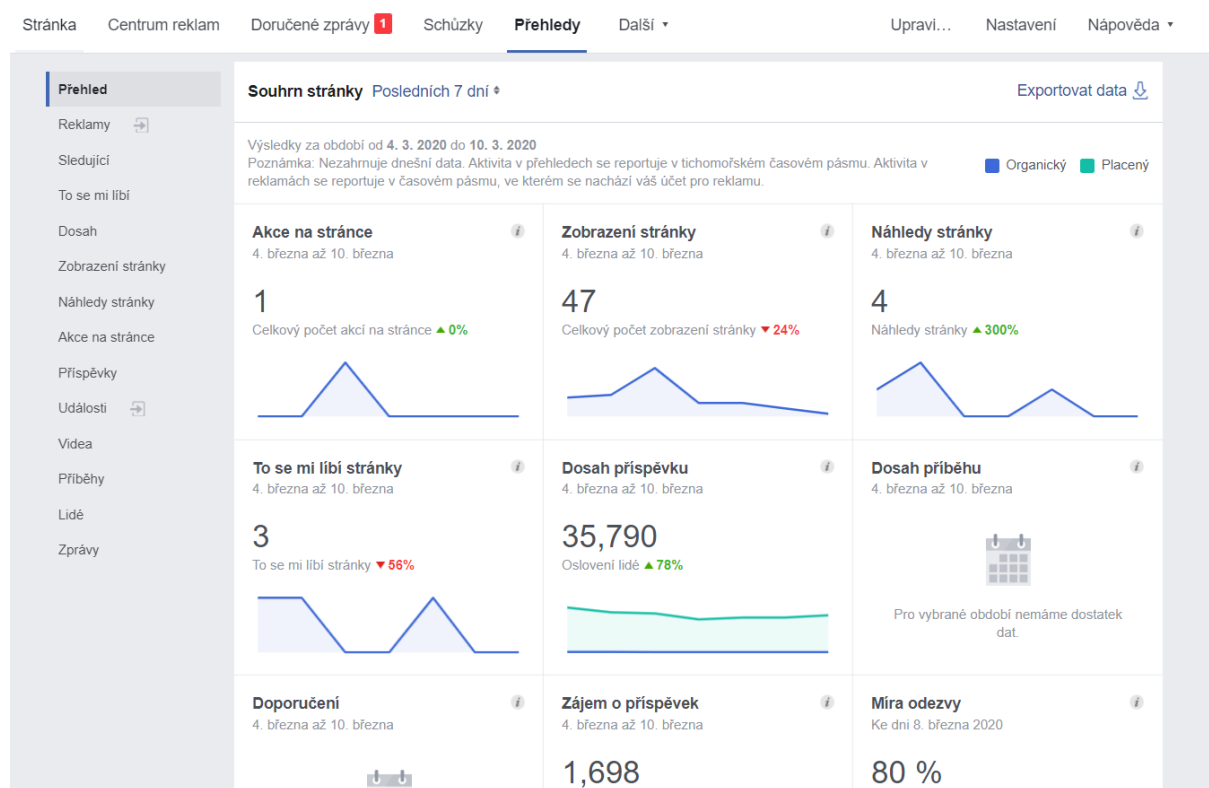 Stránka Centrum reklam Doručené zprávy 1 Schůzky Přehledy Další Upravi… Nastavení Nápověda
Přehled
Reklamy
Sledující
To se mi líbí
Dosah
Zobrazení stránky
Náhledy stránky
Akce na stránce
Příspěvky
Události
Videa
Příběhy
Lidé
Zprávy
Souhrn stránky Posledních 7 dní
Exportovat data
Výsledky za období od 4. 3. 2020 do 10. 3. 2020
Poznámka: Nezahrnuje dnešní data. Aktivita v přehledech se reportuje v tichomořském časovém pásmu. Aktivita v
reklamách se reportuje v časovém pásmu, ve kterém se nachází váš účet pro reklamu.
Organický Placený
Akce na stránce
4. března až 10. března
1
Celkový počet akcí na stránce 0%
Zobrazení stránky
4. března až 10. března
47
Celkový počet zobrazení stránky 24%
Náhledy stránky
4. března až 10. března
4
Náhledy stránky 300%
To se mi líbí stránky
4. března až 10. března
3
To se mi líbí stránky 56%
Dosah příspěvku
4. března až 10. března
35,790
Oslovení lidé 78%
Dosah příběhu
4. března až 10. března
Pro vybrané období nemáme dostatek
dat.
Doporučení
4. března až 10. března
Zájem o příspěvek
4. března až 10. března
1,698
Míra odezvy
Ke dni 8. března 2020
80 %